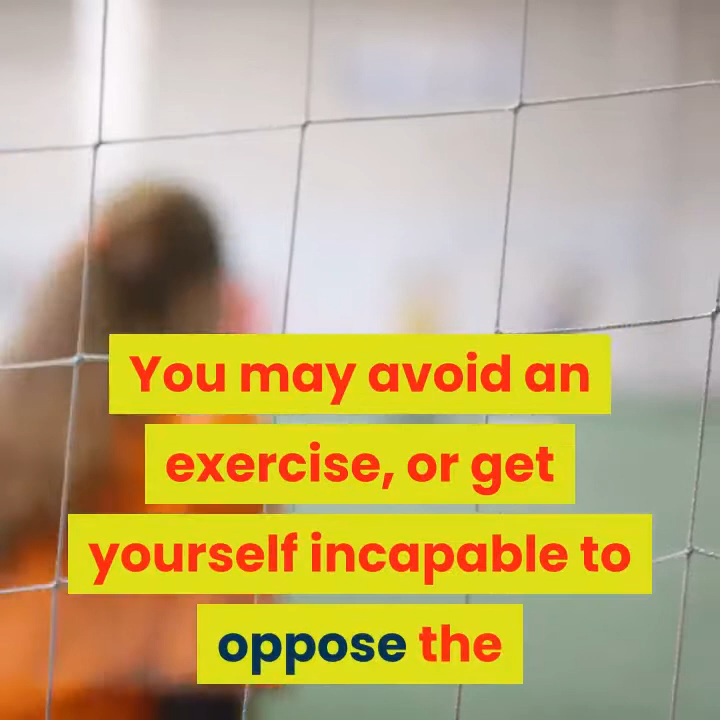 You may avoid an
exercise, or get
yourself incapable to
oppose the